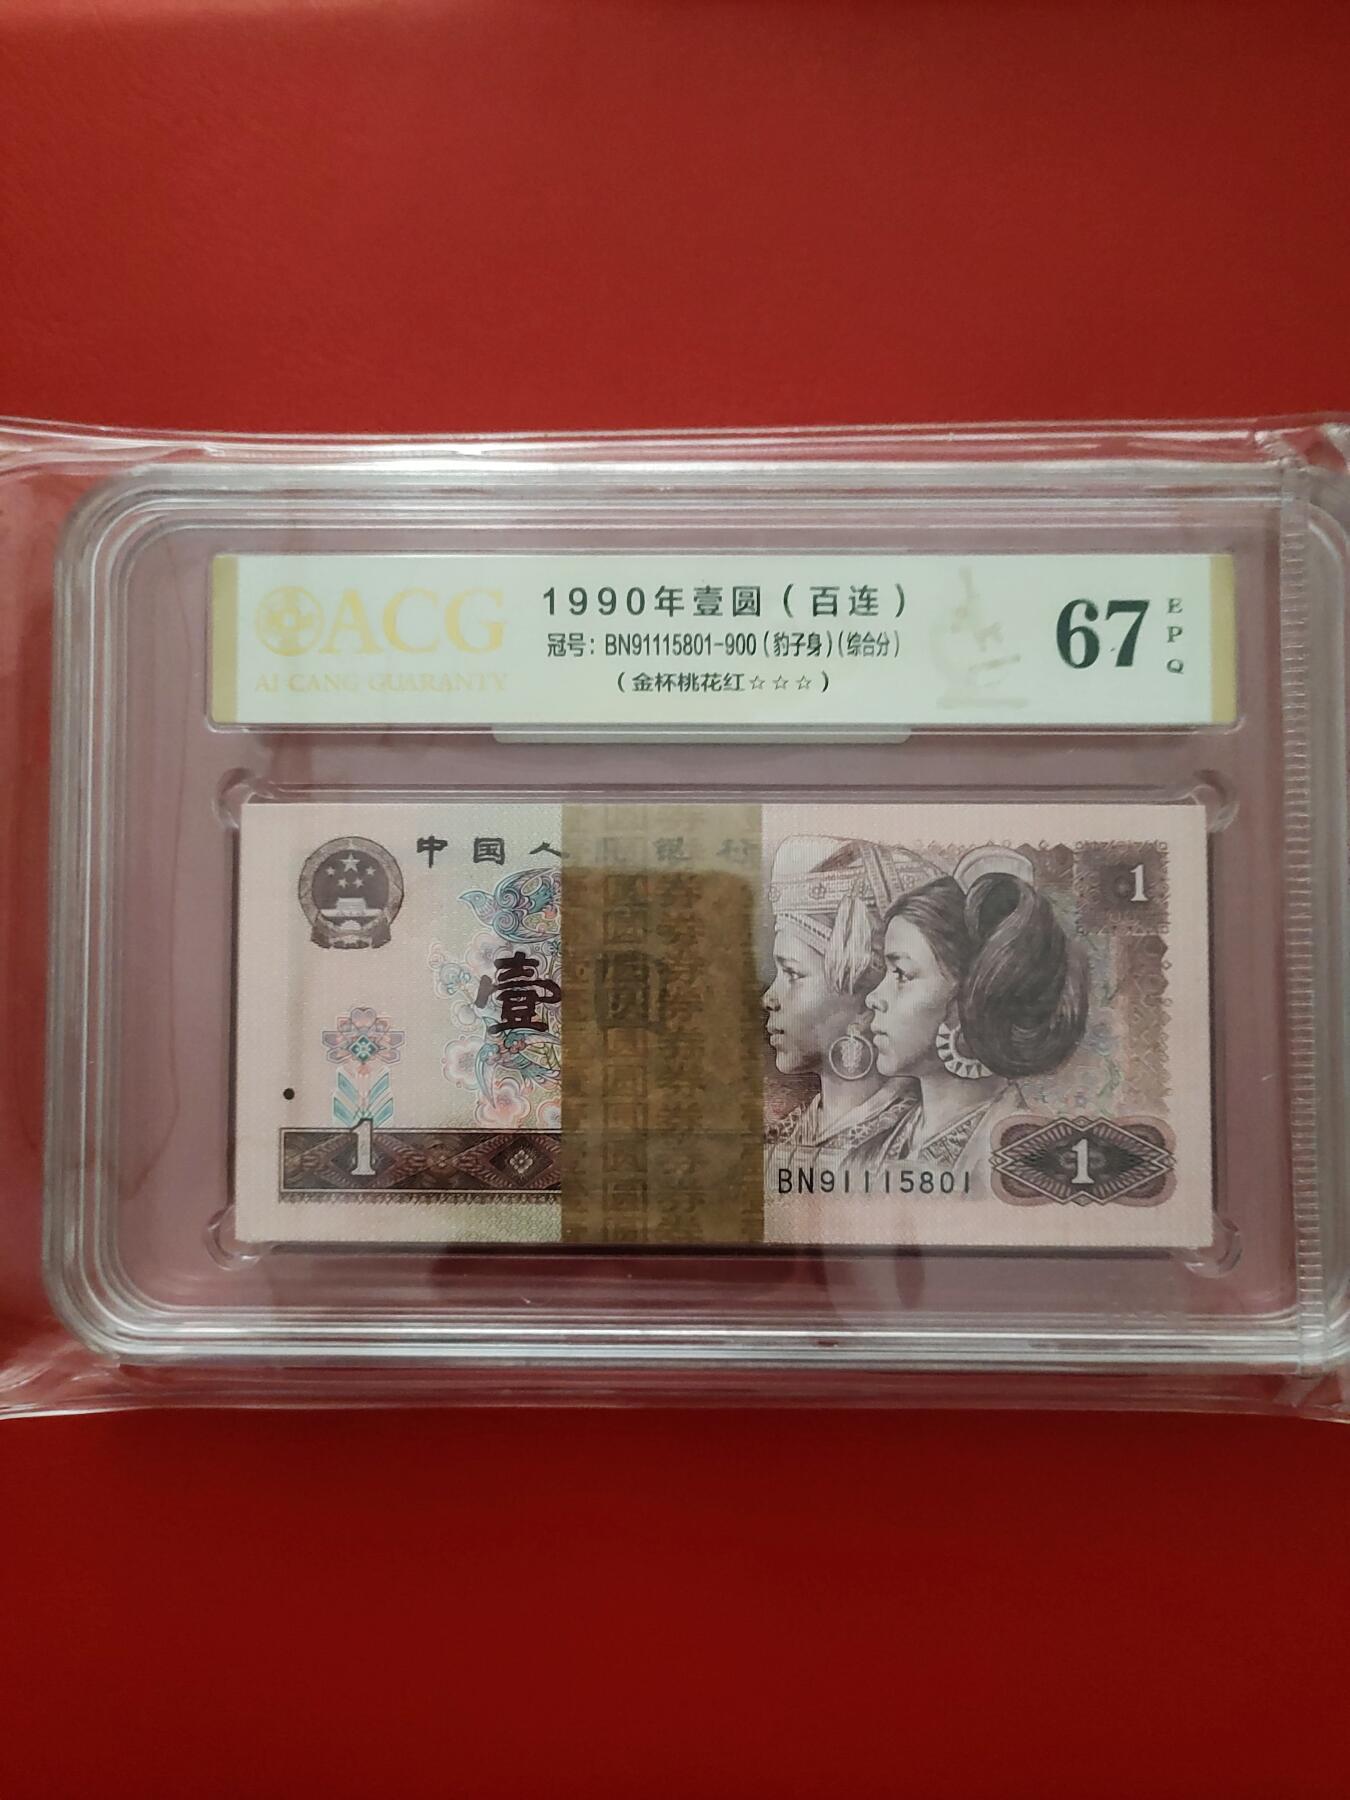 ACG
AI CANG GUARANTY
1990年壹圆(百连)
冠号:BN91115801-900(豹子身)(综合分)
(金杯桃花红☆☆☆)
67
EPQ
中国人民银行
1
壹圆
1
BN91115801
1